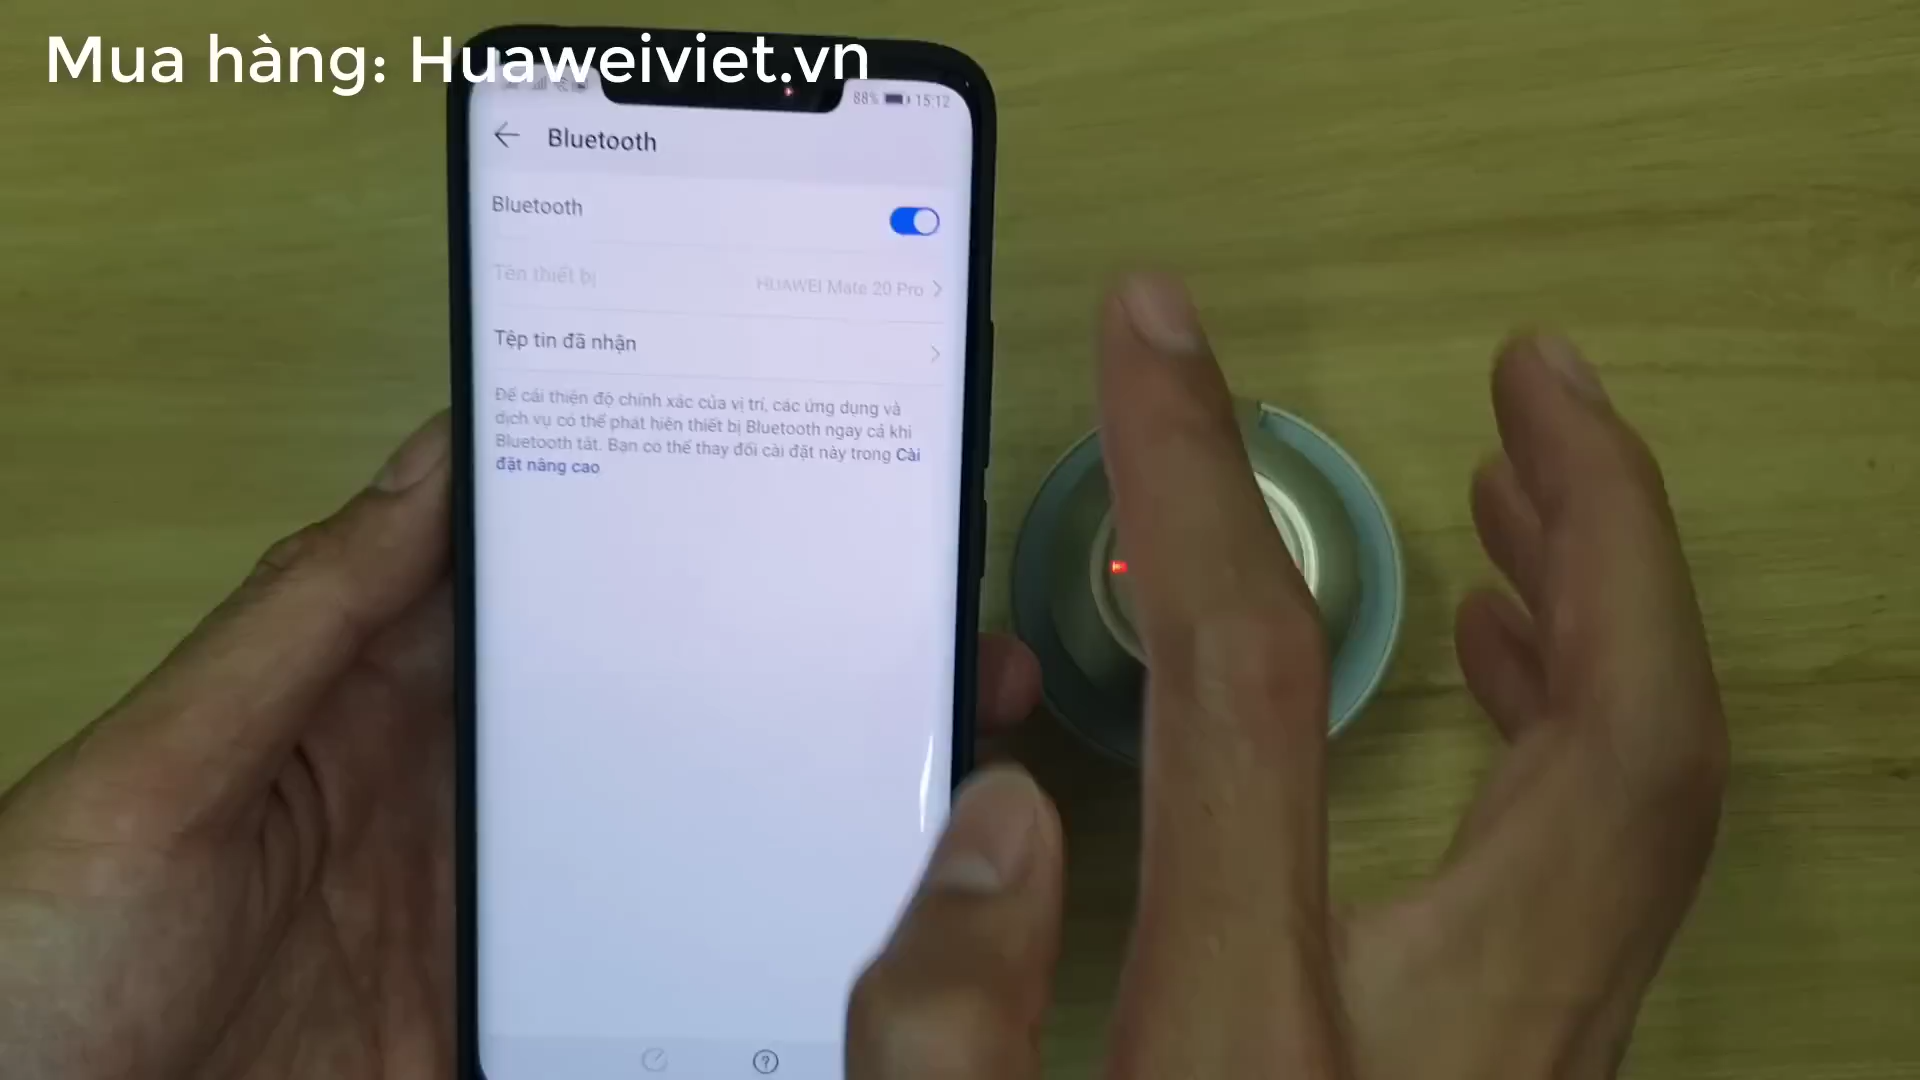 Mua hàng: Huaweiviet.vn
88% 15:12
Bluetooth
Bluetooth
Tên thiết bị HUAWEI Mate 20 Pro
Tệp tin đã nhận
Để cải thiện độ chính xác của vị trí, các ứng dụng và
dịch vụ có thể phát hiện thiết bị Bluetooth ngay cả khi
Bluetooth tắt. Bạn có thể thay đổi cài đặt này trong Cài
đặt nâng cao